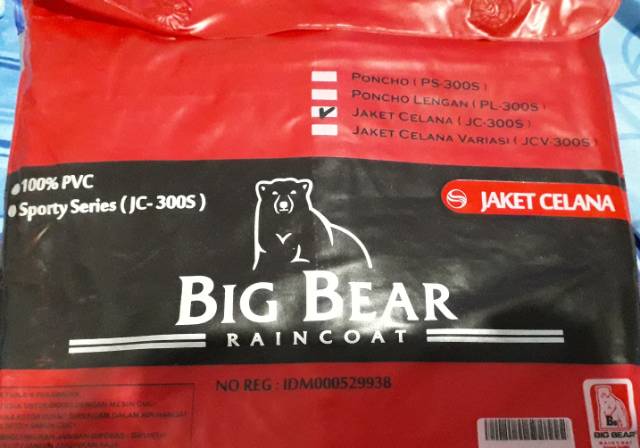 PONCHO ( PS-300S )
PONCHO LENGAN ( PL-300S )
JAKET CELANA ( JC-300S )
JAKET CELANA VARIASI ( JCV-300S )
100% PVC
Sporty Series ( JC- 300S )
JAKET CELANA
BIG BEAR
RAINCOAT
NO REG : IDM000529938
BIG BEAR
RAINCOAT